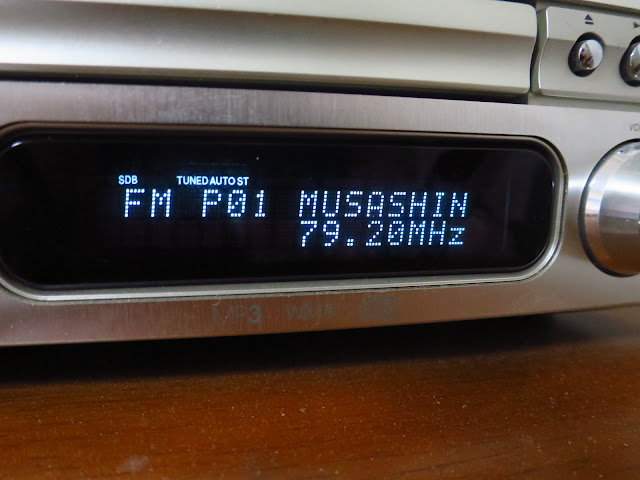 SDB TUNED AUTO ST
FM P01 MUSASHIN
79.20MHz
MP3 WMA